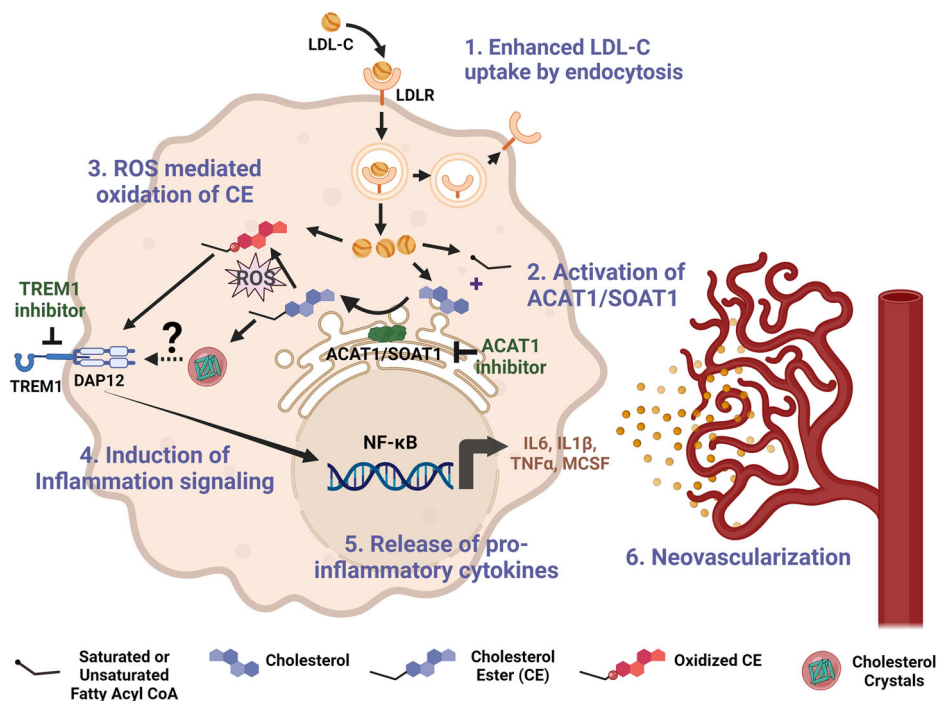 LDL-C
1. Enhanced LDL-C
uptake by endocytosis
LDLR
3. ROS mediated
oxidation of CE
ROS
2. Activation of
ACAT1/SOAT1
+
TREM1
inhibitor
?
TREM1
DAP12
ACAT1/SOAT1
ACAT1
inhibitor
NF-κB
IL6, IL1β,
TNFα, MCSF
4. Induction of
Inflammation signaling
5. Release of pro-
inflammatory cytokines
6. Neovascularization
Saturated or
Unsaturated
Fatty Acyl CoA
Cholesterol
Cholesterol
Ester (CE)
Oxidized CE
Cholesterol
Crystals